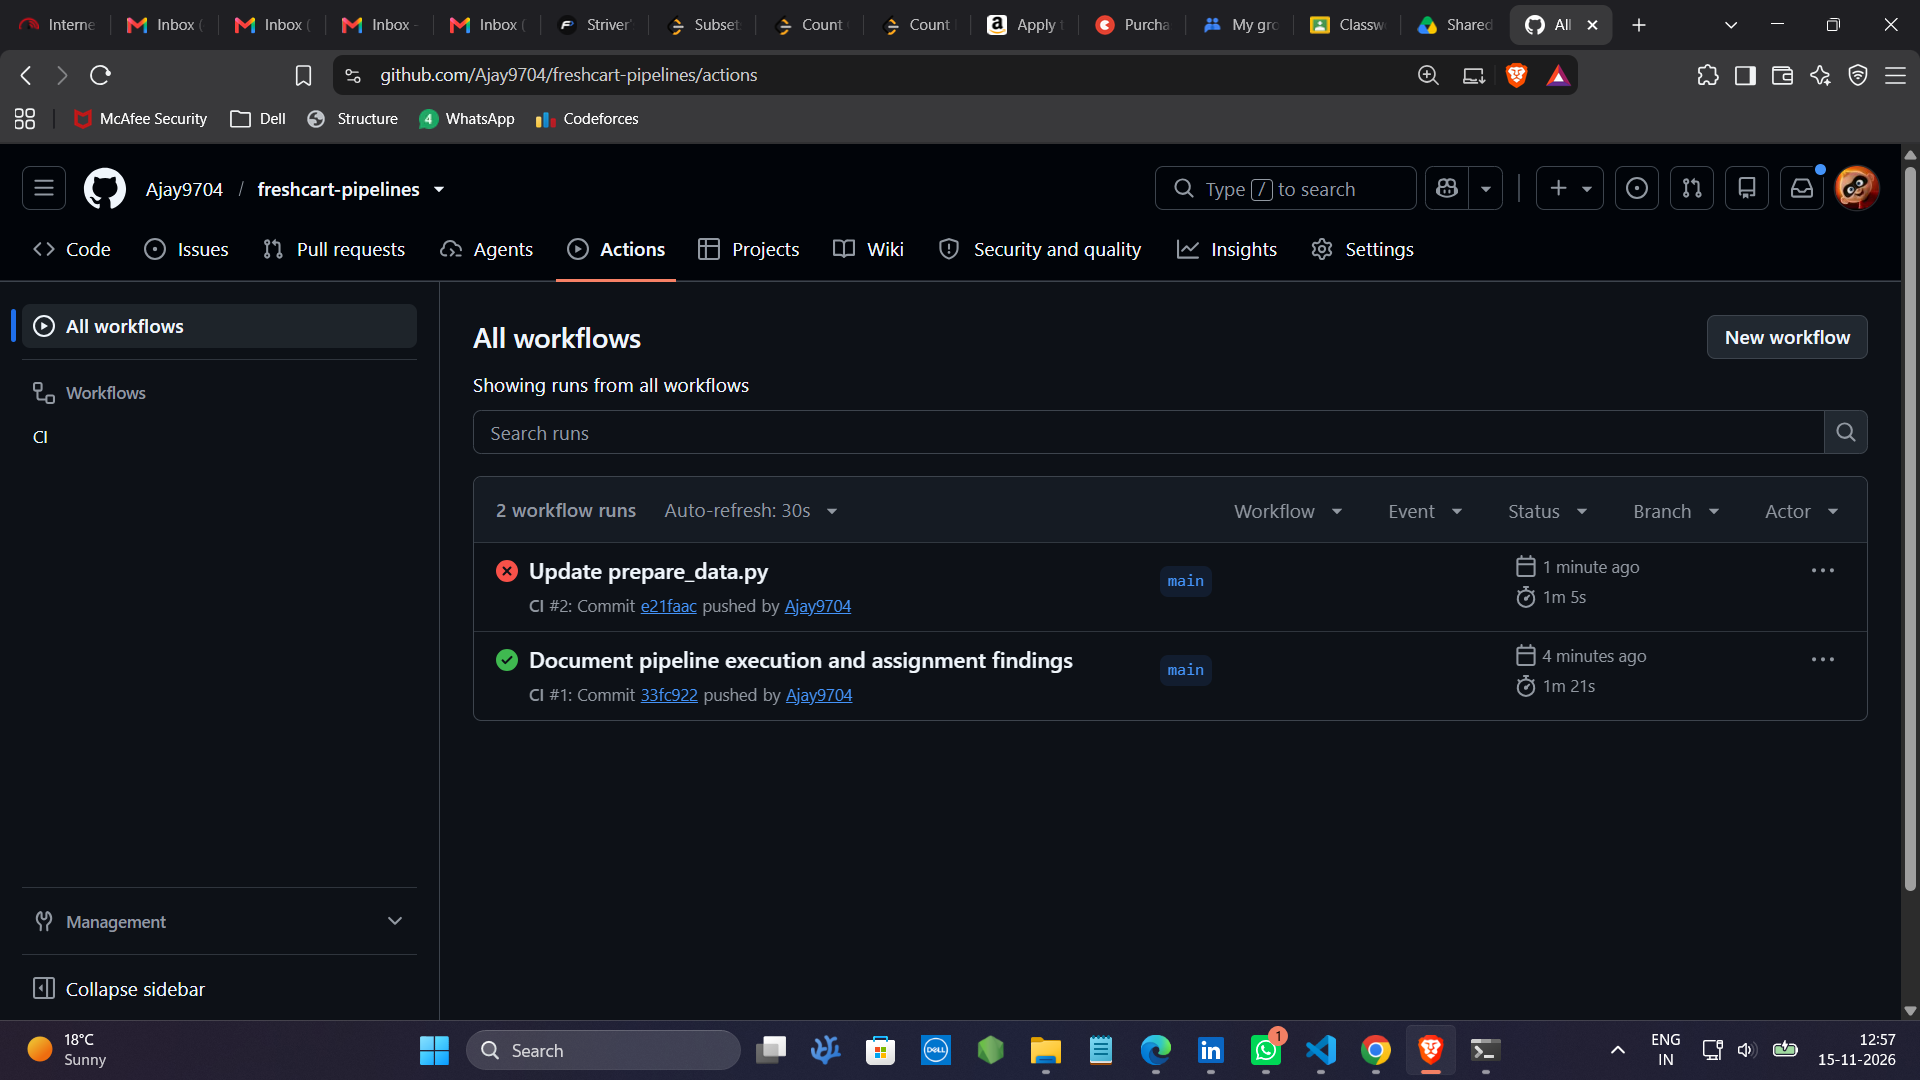 Interne
Inbox (
Inbox (
Inbox -
Inbox (
Striver'
Subset
Count
Count
Apply
Purcha
My gro
Classw
Shared
All
github.com/Ajay9704/freshcart-pipelines/actions
McAfee Security
Dell
Structure
4 WhatsApp
Codeforces
Ajay9704 / freshcart-pipelines
Type / to search
Code
Issues
Pull requests
Agents
Actions
Projects
Wiki
Security and quality
Insights
Settings
All workflows
Workflows
CI
Management
Collapse sidebar
All workflows
New workflow
Showing runs from all workflows
Search runs
2 workflow runs
Auto-refresh: 30s
Workflow
Event
Status
Branch
Actor
Update prepare_data.py
CI #2: Commit e21faac pushed by Ajay9704
main
1 minute ago
1m 5s
Document pipeline execution and assignment findings
CI #1: Commit 33fc922 pushed by Ajay9704
main
4 minutes ago
1m 21s
18°C
Sunny
Search
DELL
1
ENG
IN
12:57
15-11-2026